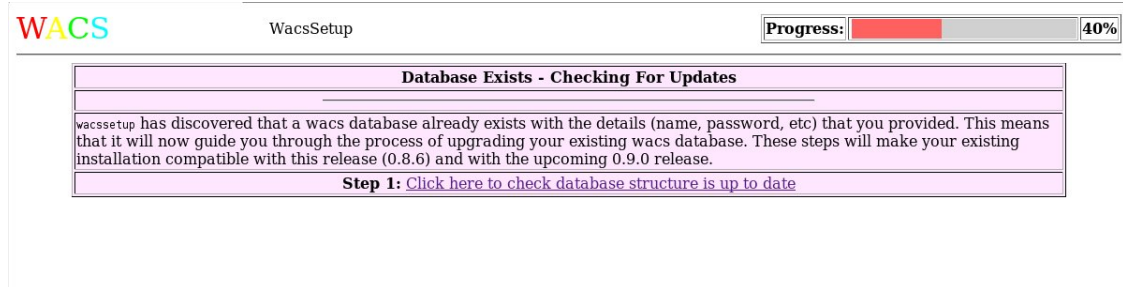 WACS WacsSetup Progress: 40%
Database Exists - Checking For Updates
wacssetup has discovered that a wacs database already exists with the details (name, password, etc) that you provided. This means
that it will now guide you through the process of upgrading your existing wacs database. These steps will make your existing
installation compatible with this release (0.8.6) and with the upcoming 0.9.0 release.
Step 1: Click here to check database structure is up to date